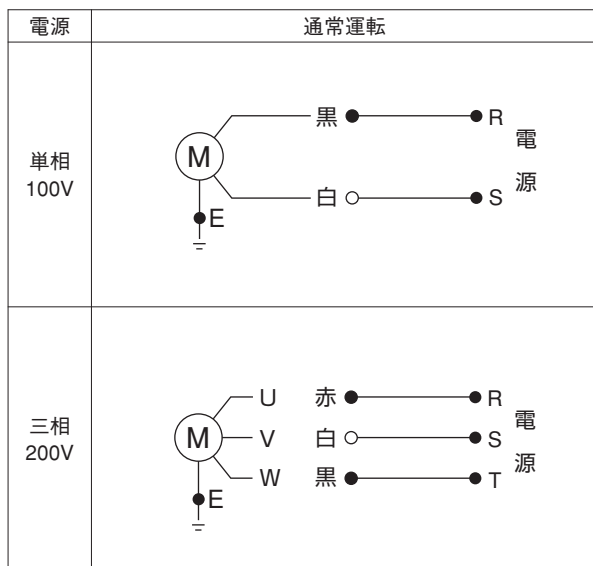 電源 通常運転
単相
100V
M
E
黒 R
白 S
電
源
三相
200V
M
E
U 赤 R
V 白 S
W 黒 T
電
源